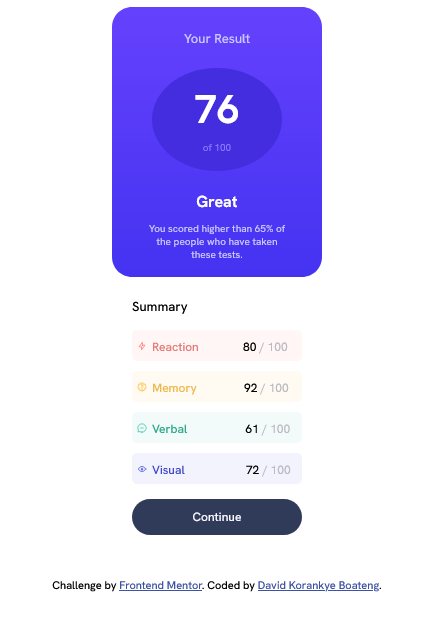 Your Result
76
of 100
Great
You scored higher than 65% of
the people who have taken
these tests.
Summary
Reaction 80 / 100
Memory 92 / 100
Verbal 61 / 100
Visual 72 / 100
Continue
Challenge by Frontend Mentor. Coded by David Korankye Boateng.